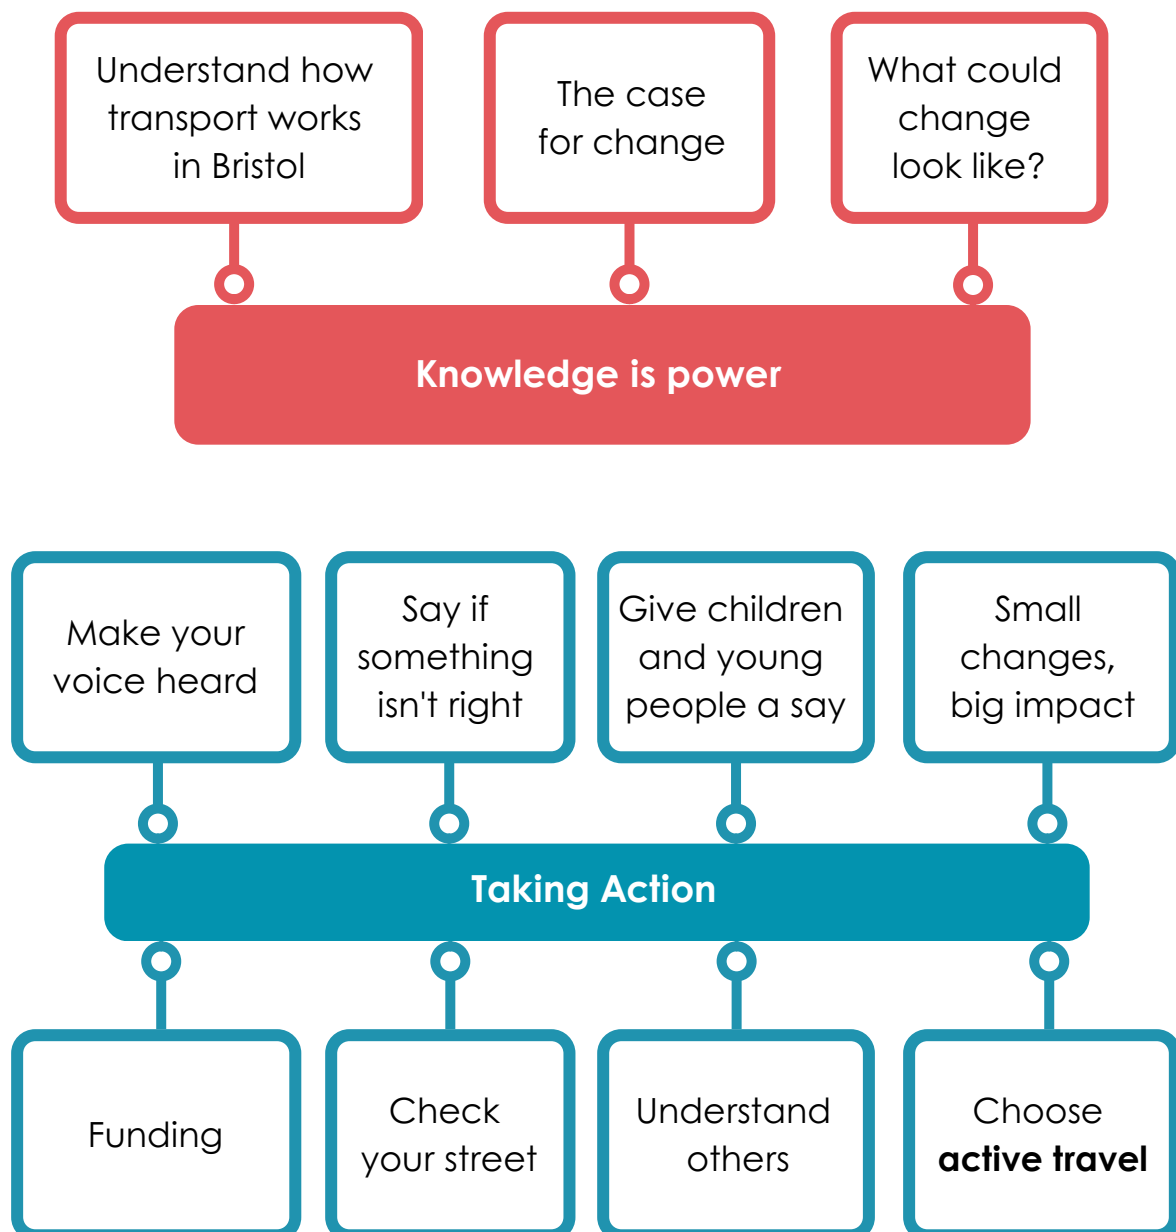 Understand how
transport works
in Bristol
The case
for change
What could
change
look like?
Knowledge is power
Make your
voice heard
Say if
something
isn't right
Give children
and young
people a say
Small
changes,
big impact
Taking Action
Funding
Check
your street
Understand
others
Choose
active travel